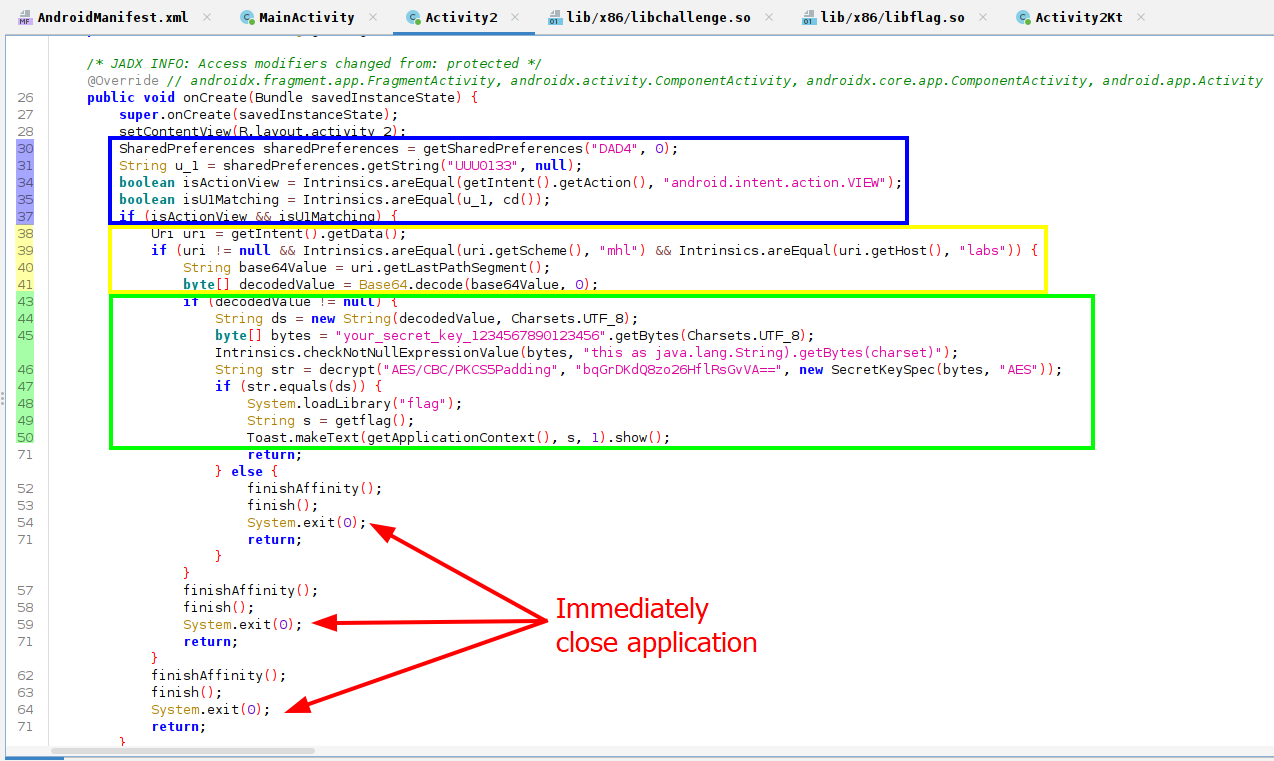 AndroidManifest.xml × MainActivity × Activity2 × lib/x86/libchallenge.so × lib/x86/libflag.so × Activity2Kt ×
/* JADX INFO: Access modifiers changed from: protected */
@Override // androidx.fragment.app.FragmentActivity, androidx.activity.ComponentActivity, androidx.core.app.ComponentActivity, android.app.Activity
26 public void onCreate(Bundle savedInstanceState) {
27 super.onCreate(savedInstanceState);
28 setContentView(R.layout.activity_2);
30 SharedPreferences sharedPreferences = getSharedPreferences("DAD4", 0);
31 String u_1 = sharedPreferences.getString("UUU0133", null);
34 boolean isActionView = Intrinsics.areEqual(getIntent().getAction(), "android.intent.action.VIEW");
35 boolean isU1Matching = Intrinsics.areEqual(u_1, cd());
37 if (isActionView && isU1Matching) {
38 Uri uri = getIntent().getData();
39 if (uri != null && Intrinsics.areEqual(uri.getScheme(), "mhl") && Intrinsics.areEqual(uri.getHost(), "labs")) {
40 String base64Value = uri.getLastPathSegment();
41 byte[] decodedValue = Base64.decode(base64Value, 0);
43 if (decodedValue != null) {
44 String ds = new String(decodedValue, Charsets.UTF_8);
45 byte[] bytes = "your_secret_key_1234567890123456".getBytes(Charsets.UTF_8);
Intrinsics.checkNotNullExpressionValue(bytes, "this as java.lang.String).getBytes(charset)");
46 String str = decrypt("AES/CBC/PKCS5Padding", "bqGrDKdQ8zo26HflRsGvVA==", new SecretKeySpec(bytes, "AES"));
47 if (str.equals(ds)) {
48 System.loadLibrary("flag");
49 String s = getflag();
50 Toast.makeText(getApplicationContext(), s, 1).show();
71 return;
} else {
52 finishAffinity();
53 finish();
54 System.exit(0);
71 return;
}
}
57 finishAffinity();
58 finish();
59 System.exit(0);
71 return;
}
62 finishAffinity();
63 finish();
64 System.exit(0);
71 return;
}
Immediately
close application